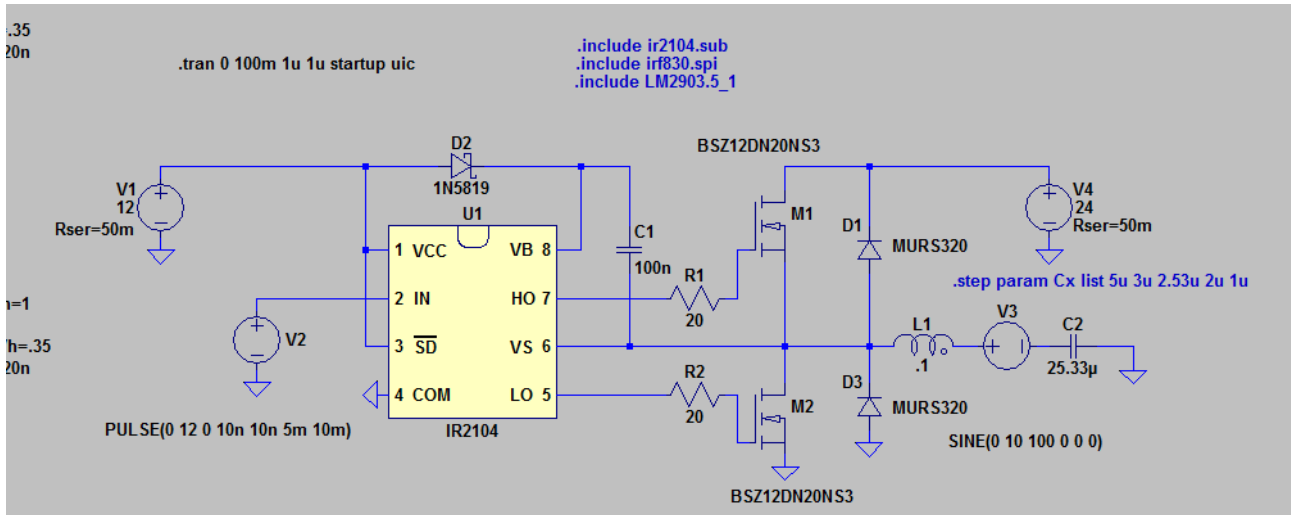 =.35
20n
.tran 0 100m 1u 1u startup uic
.include ir2104.sub
.include irf830.spi
.include LM2903.5_1
BSZ12DN20NS3
D2
1N5819
V1
12
Rser=50m
U1
1 VCC
VB 8
2 IN
HO 7
3 SD
VS 6
4 COM
LO 5
IR2104
C1
100n
R1
20
M1
D1
MURS320
V4
24
Rser=50m
.step param Cx list 5u 3u 2.53u 2u 1u
n=1
V2
/h=.35
20n
PULSE(0 12 0 10n 10n 5m 10m)
R2
20
M2
D3
MURS320
L1
.1
V3
C2
25.33µ
SINE(0 10 100 0 0 0)
BSZ12DN20NS3